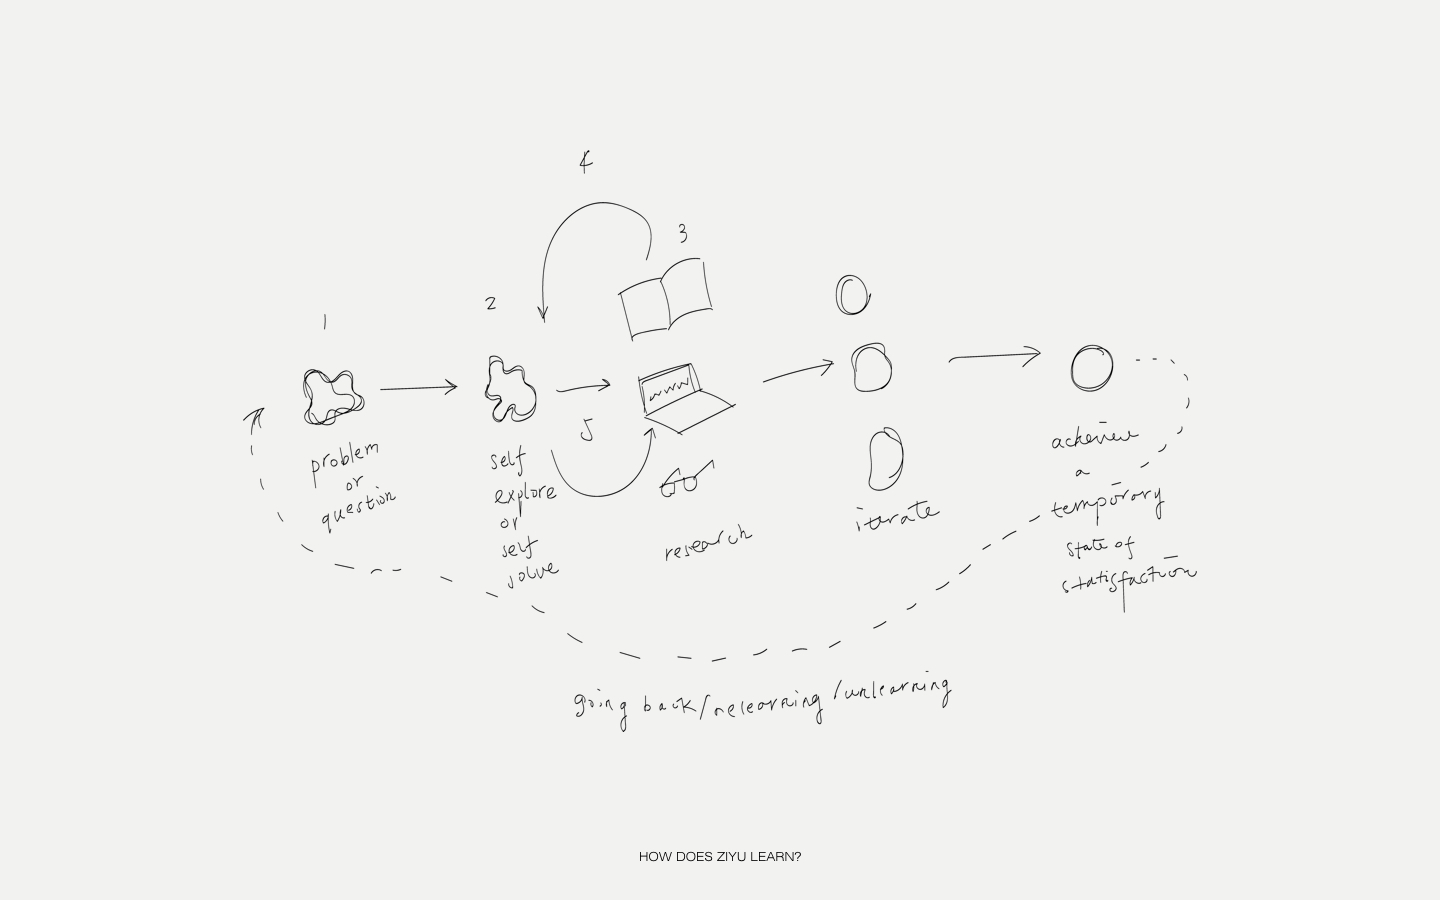 4
3
2
1
5
problem
or
question
self
explore
or
self
solve
research
iterate
acheive
a
temporary
state of
statisfaction
going back/relearning/unlearning
HOW DOES ZIYU LEARN?